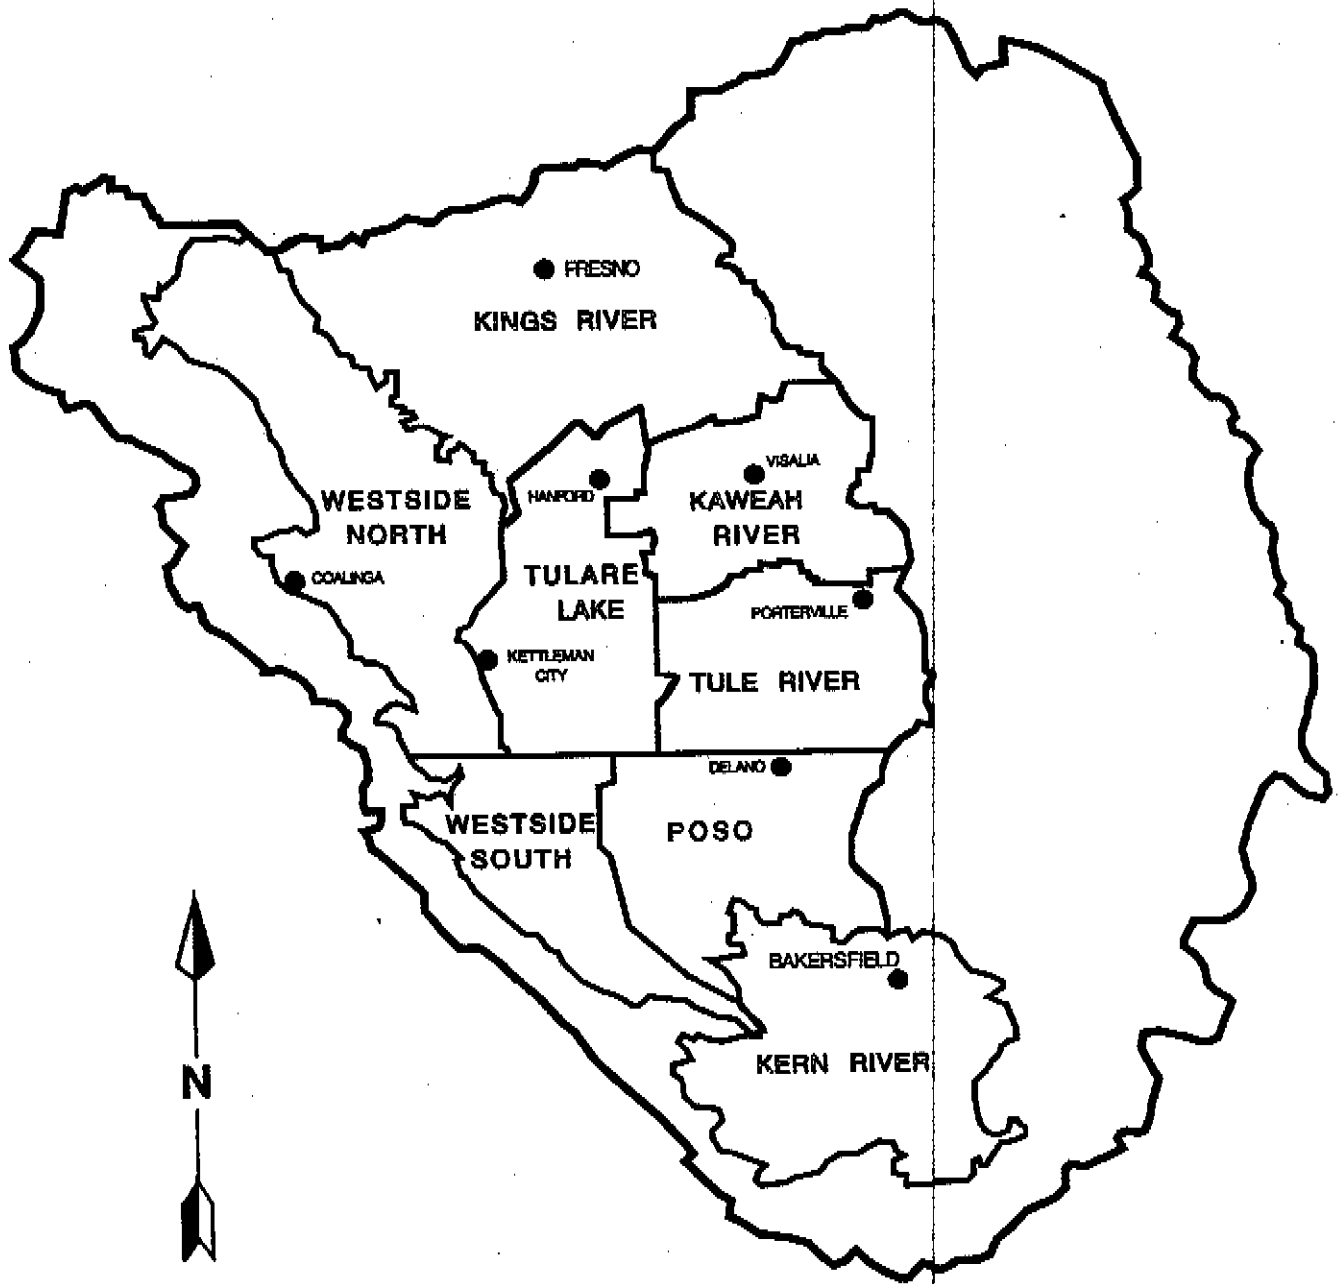 FRESNO
KINGS RIVER
VISALIA
HANFORD
WESTSIDE
NORTH
KAWEAH
RIVER
COALINGA
TULARE
LAKE
PORTERVILLE
KETTLEMAN
CITY
TULE RIVER
DELANO
WESTSIDE
SOUTH
POSO
BAKERSFIELD
KERN RIVER
N